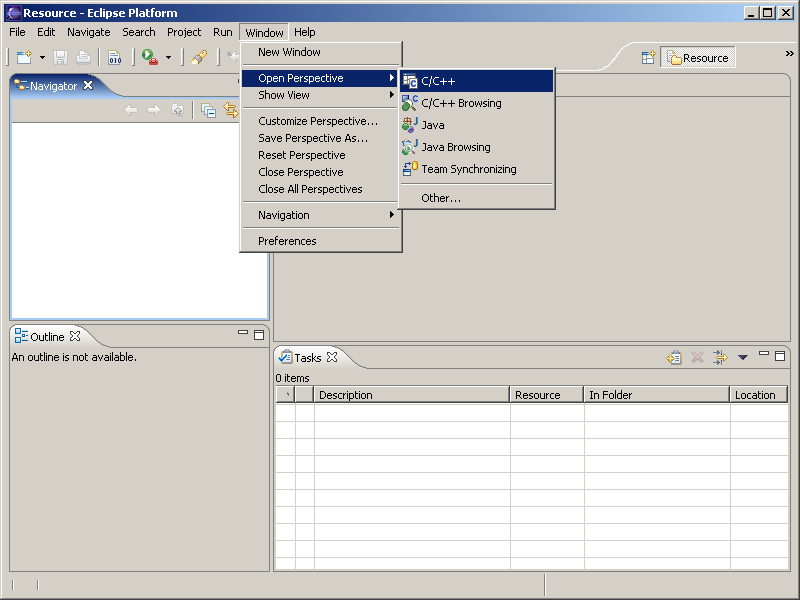 Resource - Eclipse Platform
File Edit Navigate Search Project Run Window Help
010
Resource
»
Navigator
New Window
Open Perspective
Show View
Customize Perspective...
Save Perspective As...
Reset Perspective
Close Perspective
Close All Perspectives
Navigation
Preferences
C/C++
C/C++ Browsing
Java
Java Browsing
Team Synchronizing
Other...
Outline
An outline is not available.
Tasks
0 items
Description Resource In Folder Location